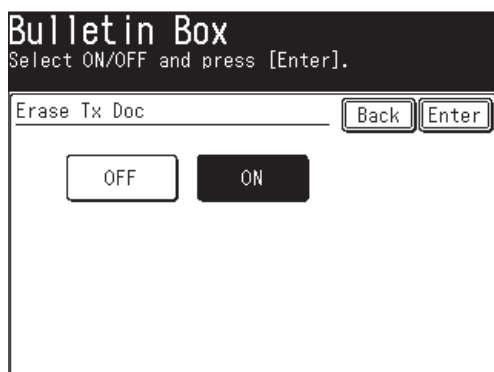 Bulletin Box
Select ON/OFF and press [Enter].
Erase Tx Doc Back Enter
OFF ON